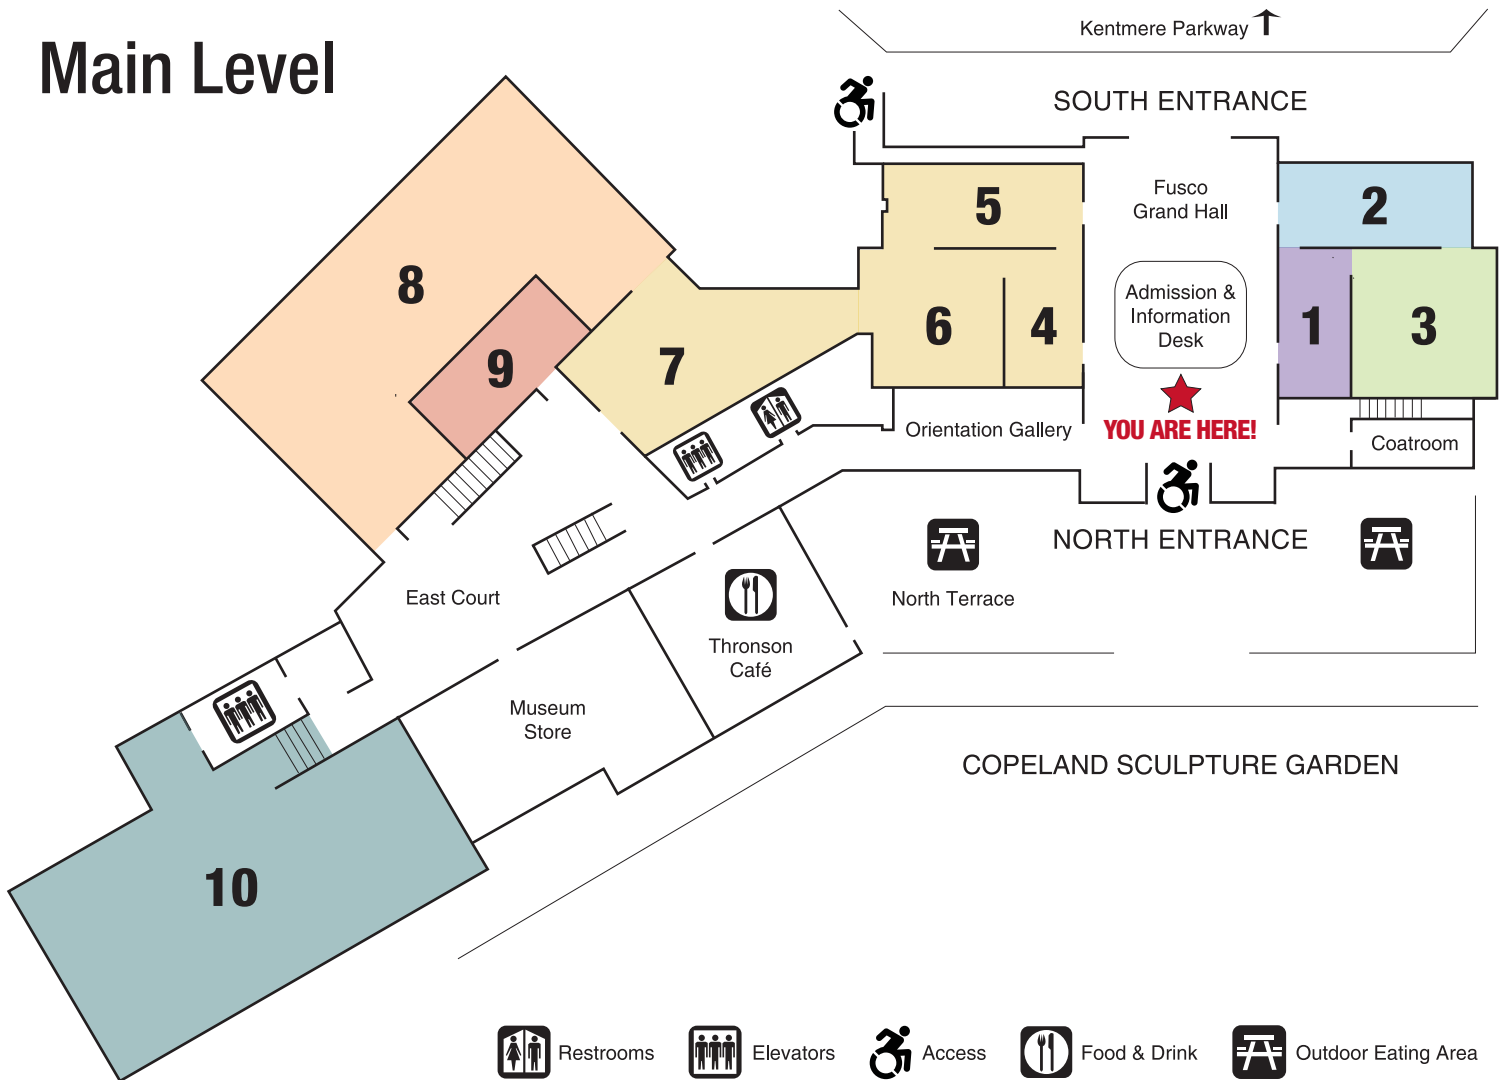 Main Level
Kentmere Parkway
SOUTH ENTRANCE
Fusco
Grand Hall
5
2
8
Admission &
Information
Desk
6
4
1
3
9
7
YOU ARE HERE!
Orientation Gallery
Coatroom
NORTH ENTRANCE
East Court
North Terrace
Thronson
Café
Museum
Store
COPELAND SCULPTURE GARDEN
10
Restrooms
Elevators
Access
Food & Drink
Outdoor Eating Area